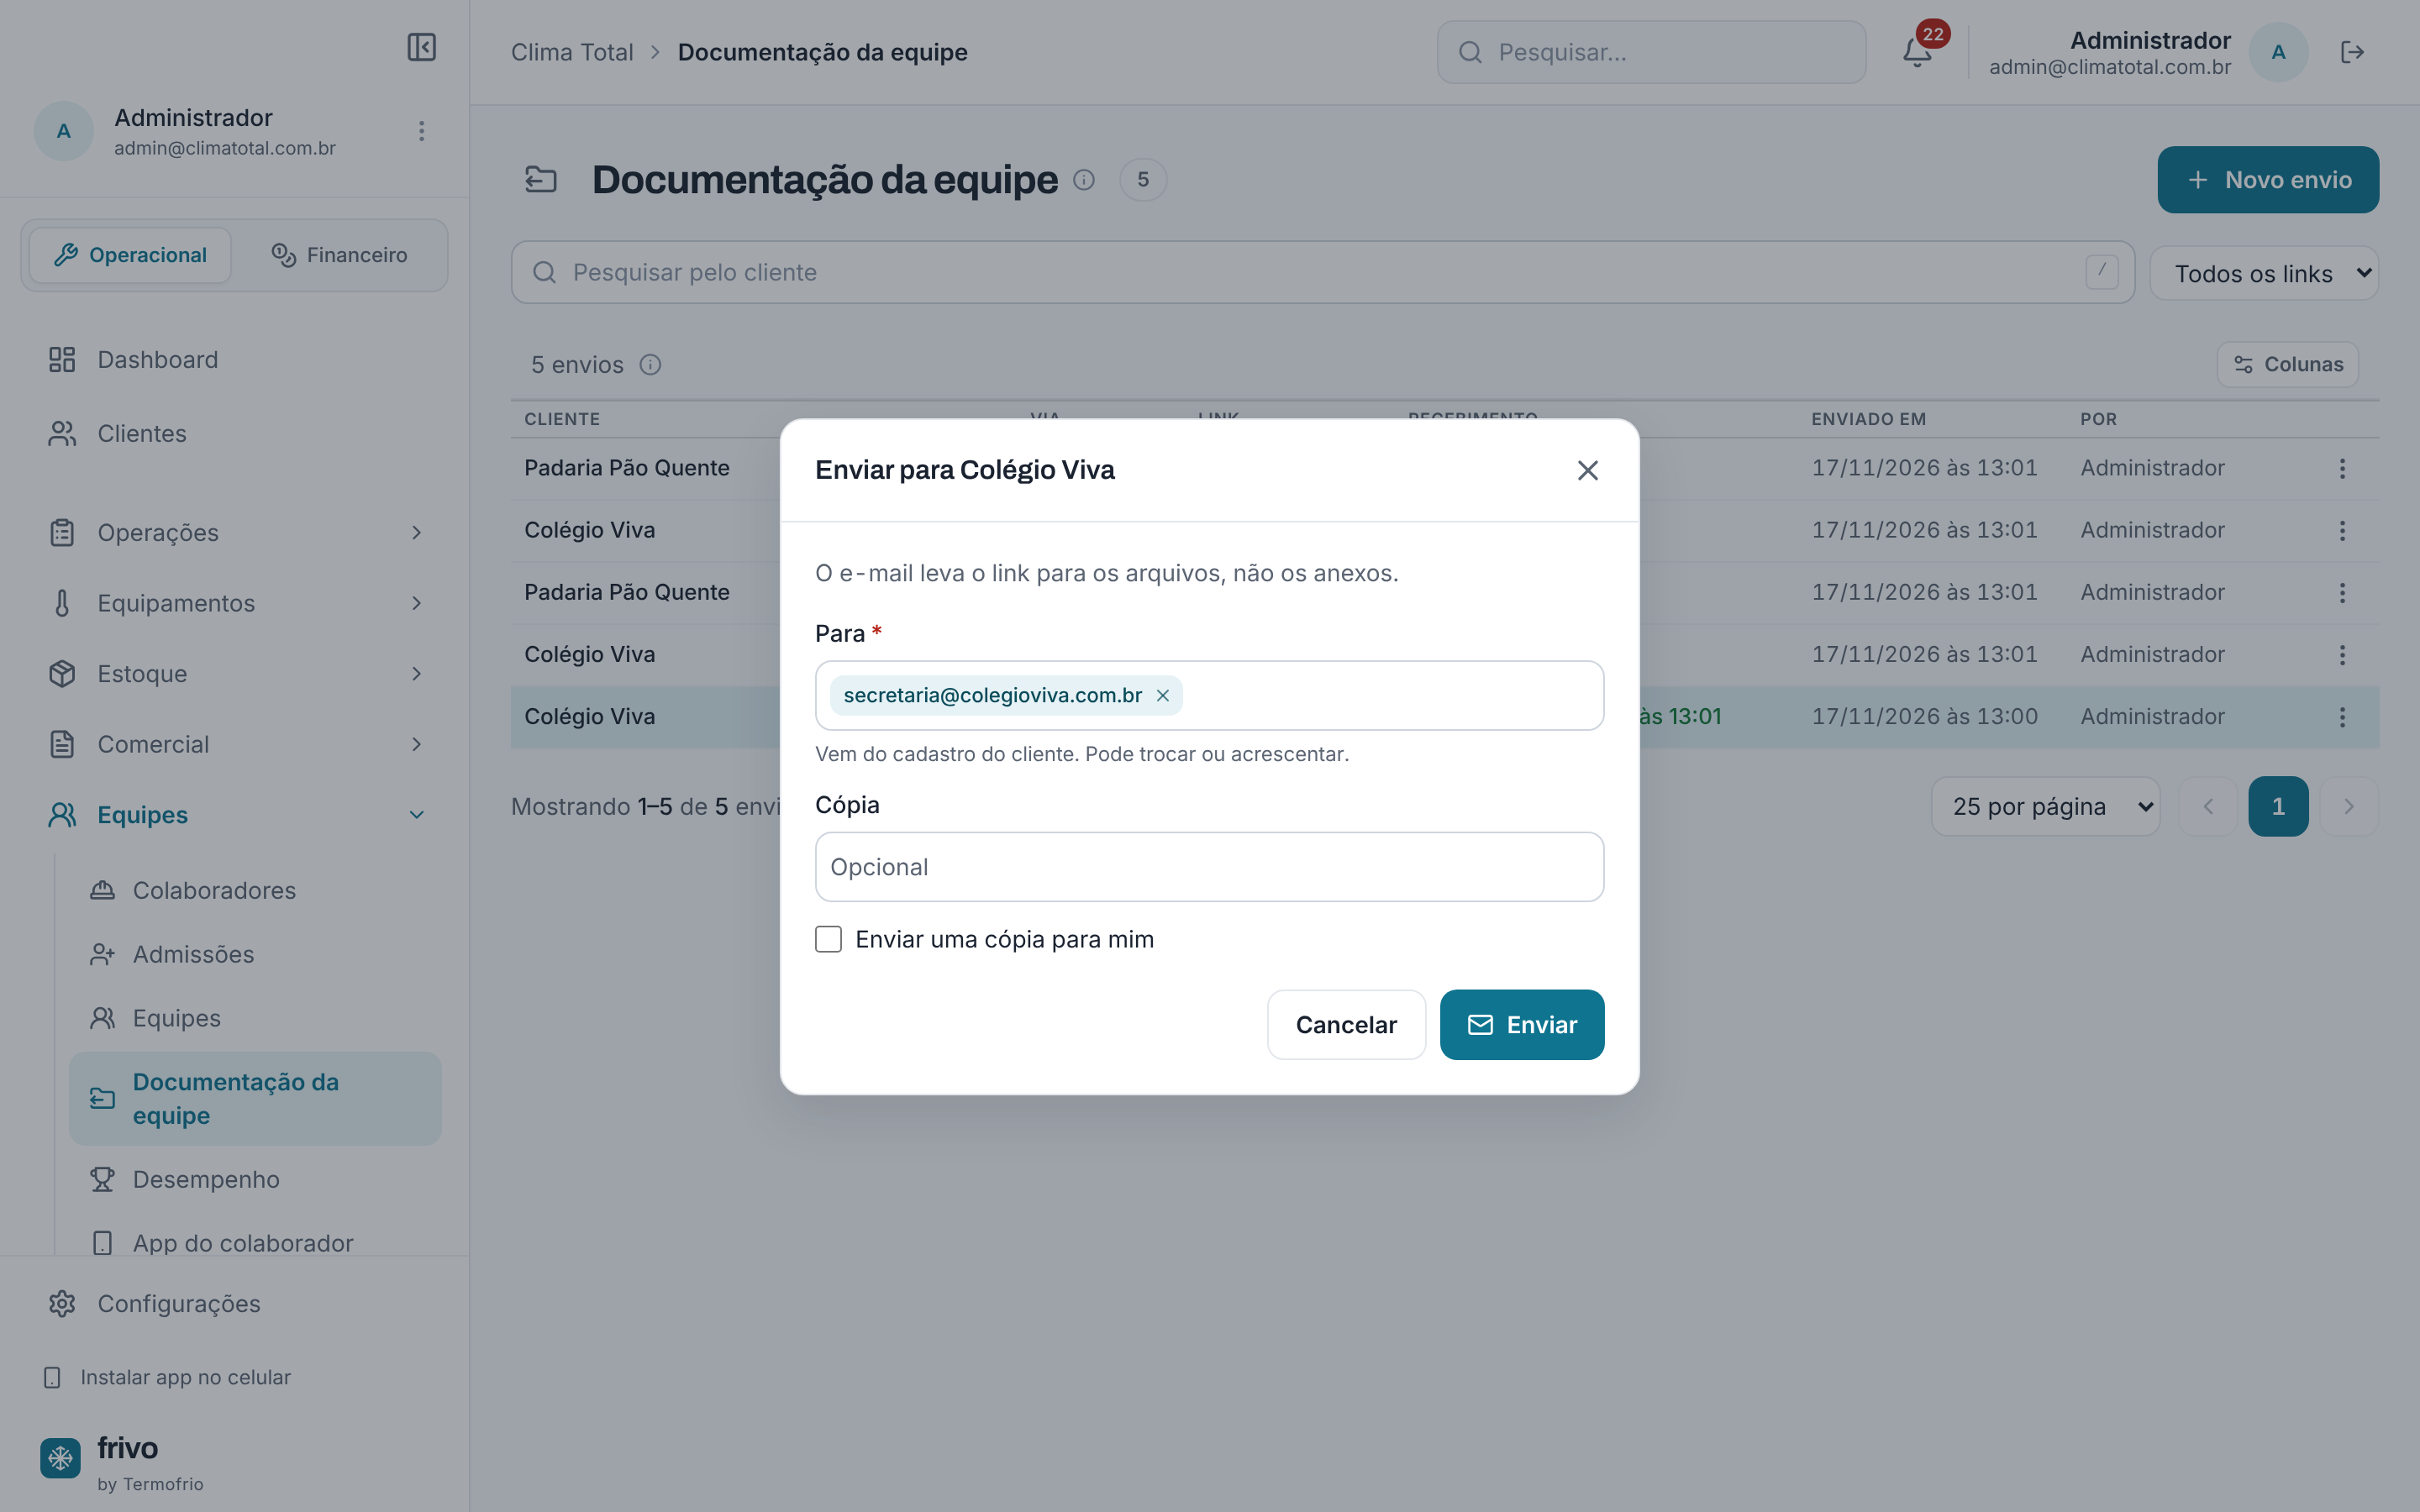 Administrador
admin@climatotal.com.br
A
Operacional
Financeiro
Dashboard
Clientes
Operações
Equipamentos
Estoque
Comercial
Equipes
Colaboradores
Admissões
Equipes
Documentação da
equipe
Desempenho
App do colaborador
Configurações
Instalar app no celular
frivo
by Termofrio
Clima Total
Documentação da equipe
Pesquisar...
22
Administrador
admin@climatotal.com.br
A
Documentação da equipe
5
Novo envio
Pesquisar pelo cliente
/
Todos os links
5 envios
Colunas
CLIENTE VIA LINK RECEBIMENTO ENVIADO EM POR
Padaria Pão Quente 17/11/2026 às 13:01 Administrador
Colégio Viva 17/11/2026 às 13:01 Administrador
Padaria Pão Quente 17/11/2026 às 13:01 Administrador
Colégio Viva 17/11/2026 às 13:01 Administrador
Colégio Viva às 13:01 17/11/2026 às 13:00 Administrador
Mostrando 1–5 de 5 envi
25 por página
1
Enviar para Colégio Viva
O e-mail leva o link para os arquivos, não os anexos.
Para *
secretaria@colegioviva.com.br
Vem do cadastro do cliente. Pode trocar ou acrescentar.
Cópia
Opcional
Enviar uma cópia para mim
Cancelar
Enviar